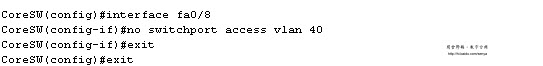 CoreSW(config)#interface fa0/8
CoreSW(config-if)#no switchport access vlan 40
CoreSW(config-if)#exit
CoreSW(config)#exit